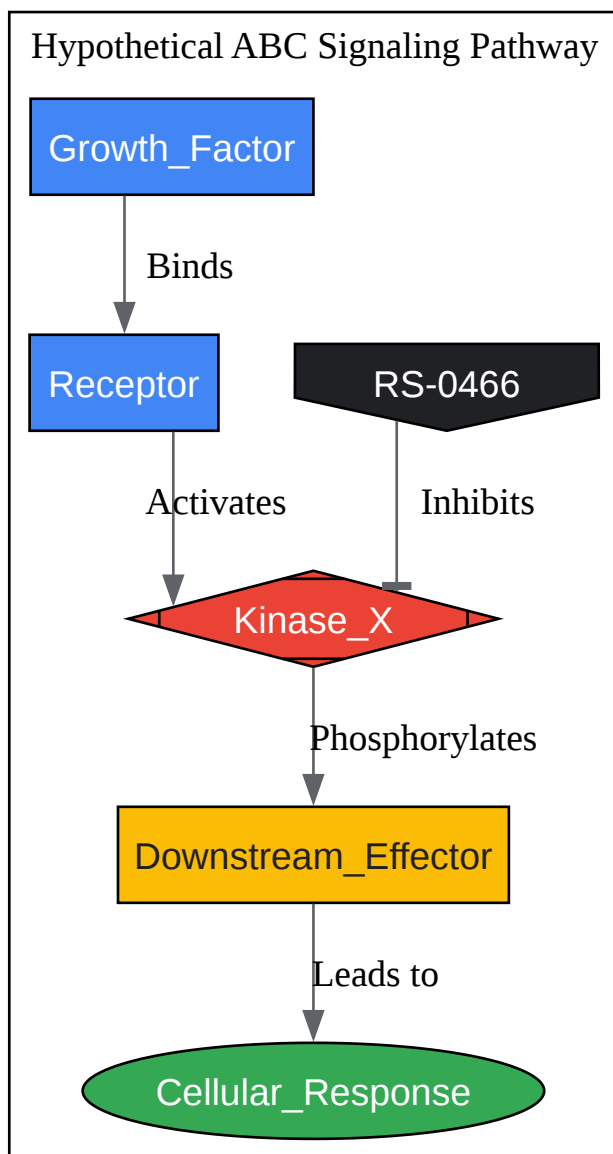 Hypothetical ABC Signaling Pathway
Growth_Factor
Binds
Receptor
RS-0466
Activates
Inhibits
Kinase_X
Phosphorylates
Downstream_Effector
Leads to
Cellular_Response